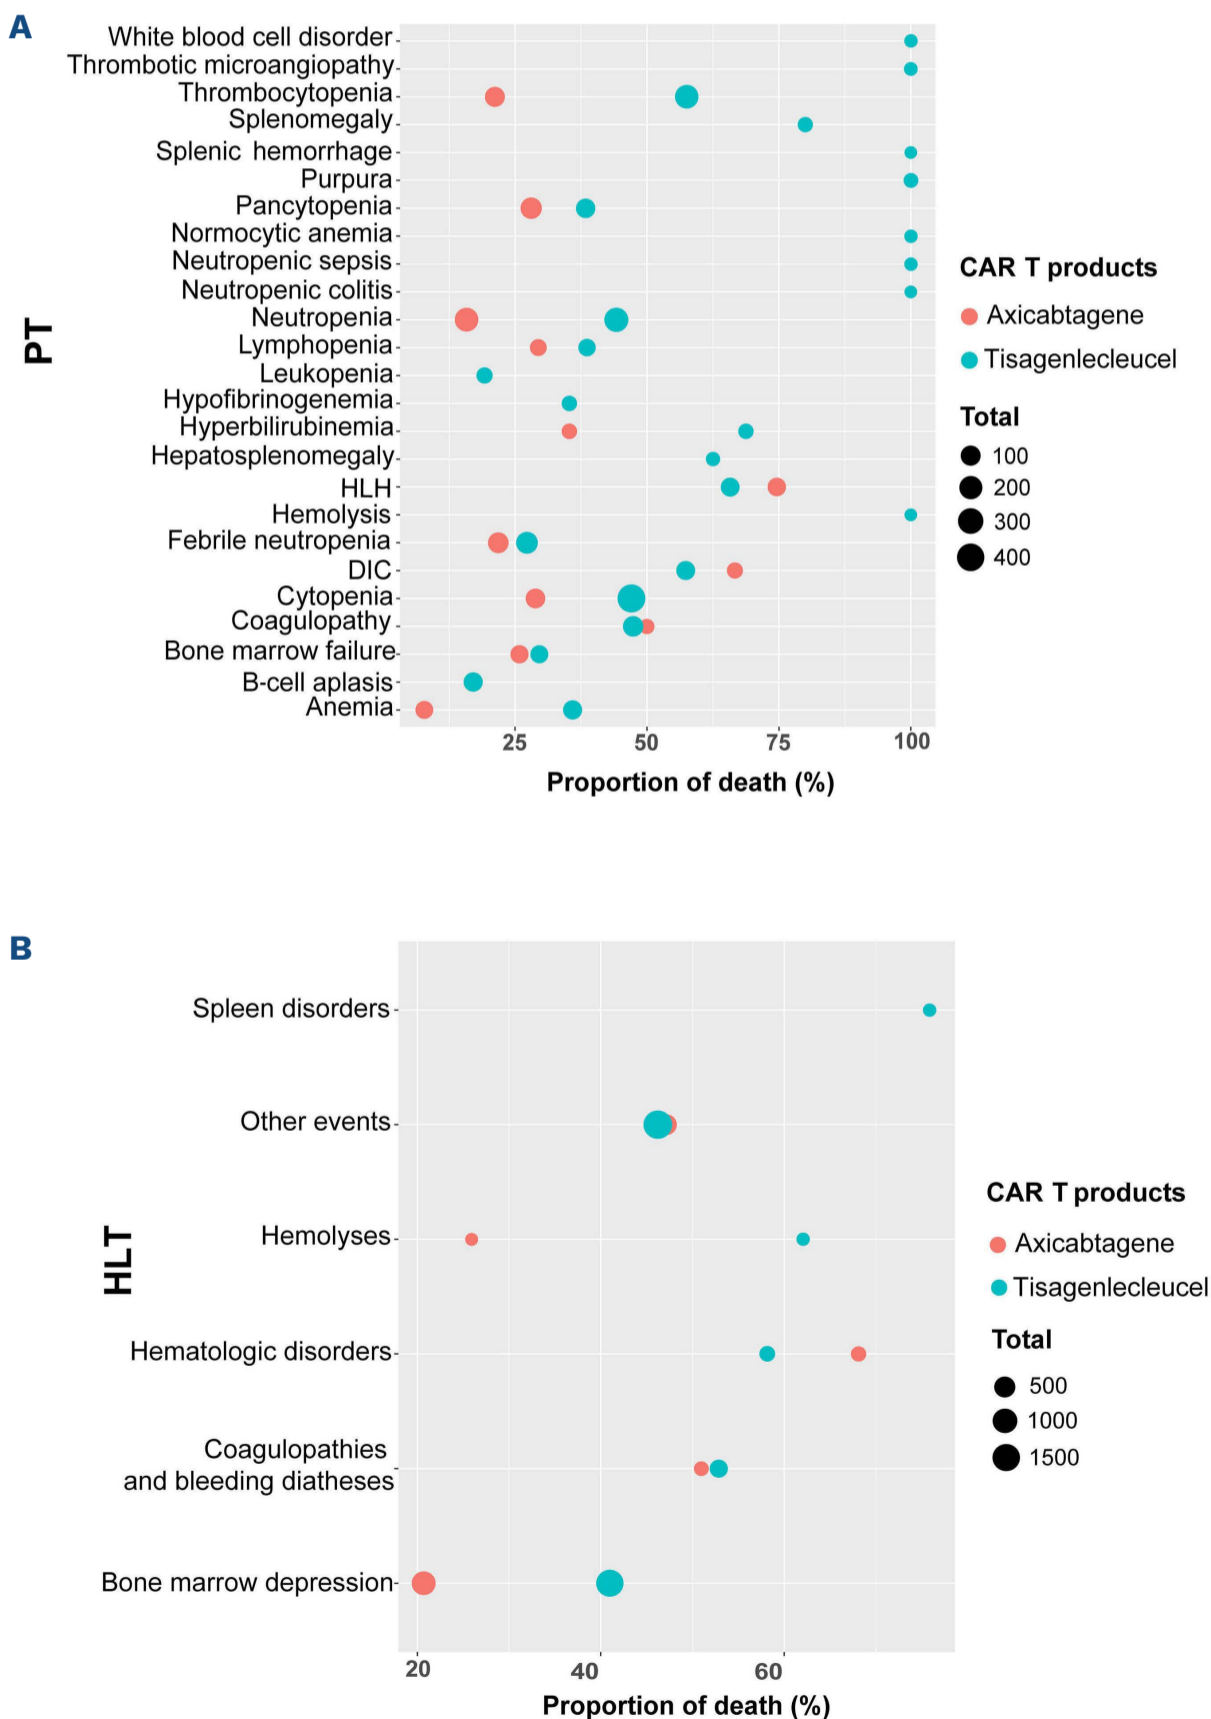 A
White blood cell disorder
Thrombotic microangiopathy
Thrombocytopenia
Splenomegaly
Splenic hemorrhage
Purpura
Pancytopenia
Normocytic anemia
Neutropenic sepsis
Neutropenic colitis
Neutropenia
Lymphopenia
Leukopenia
Hypofibrinogenemia
Hyperbilirubinemia
Hepatosplenomegaly
HLH
Hemolysis
Febrile neutropenia
DIC
Cytopenia
Coagulopathy
Bone marrow failure
B-cell aplasis
Anemia
PT
25 50 75 100
Proportion of death (%)
CAR T products
Axicabtagene
Tisagenlecleucel
Total
100
200
300
400
B
Spleen disorders
Other events
Hemolyses
Hematologic disorders
Coagulopathies
and bleeding diatheses
Bone marrow depression
HLT
20 40 60
Proportion of death (%)
CAR T products
Axicabtagene
Tisagenlecleucel
Total
500
1000
1500